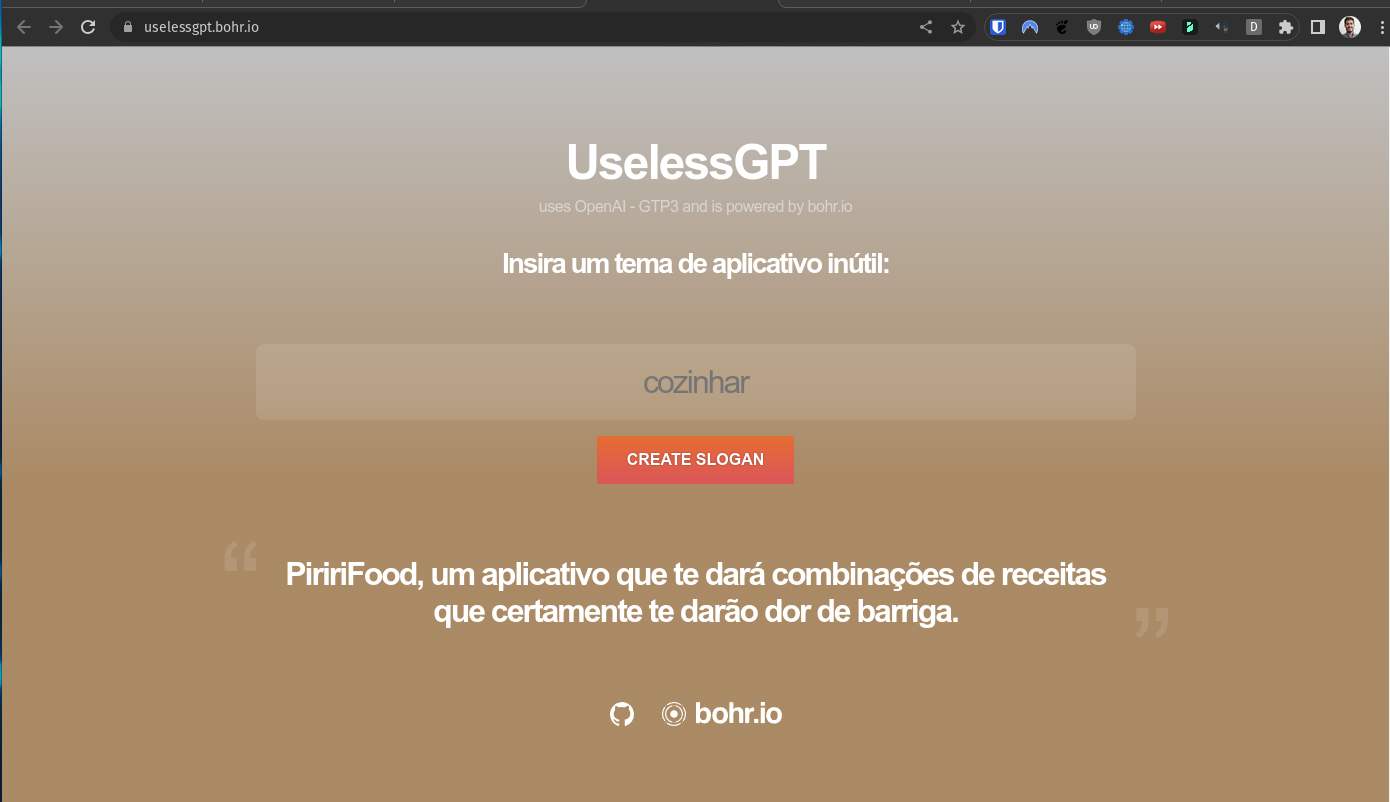 uselessgpt.bohr.io
UselessGPT
uses OpenAI - GTP3 and is powered by bohr.io
Insira um tema de aplicativo inútil:
cozinhar
CREATE SLOGAN
“
PiririFood, um aplicativo que te dará combinações de receitas
que certamente te darão dor de barriga.
”
bohr.io